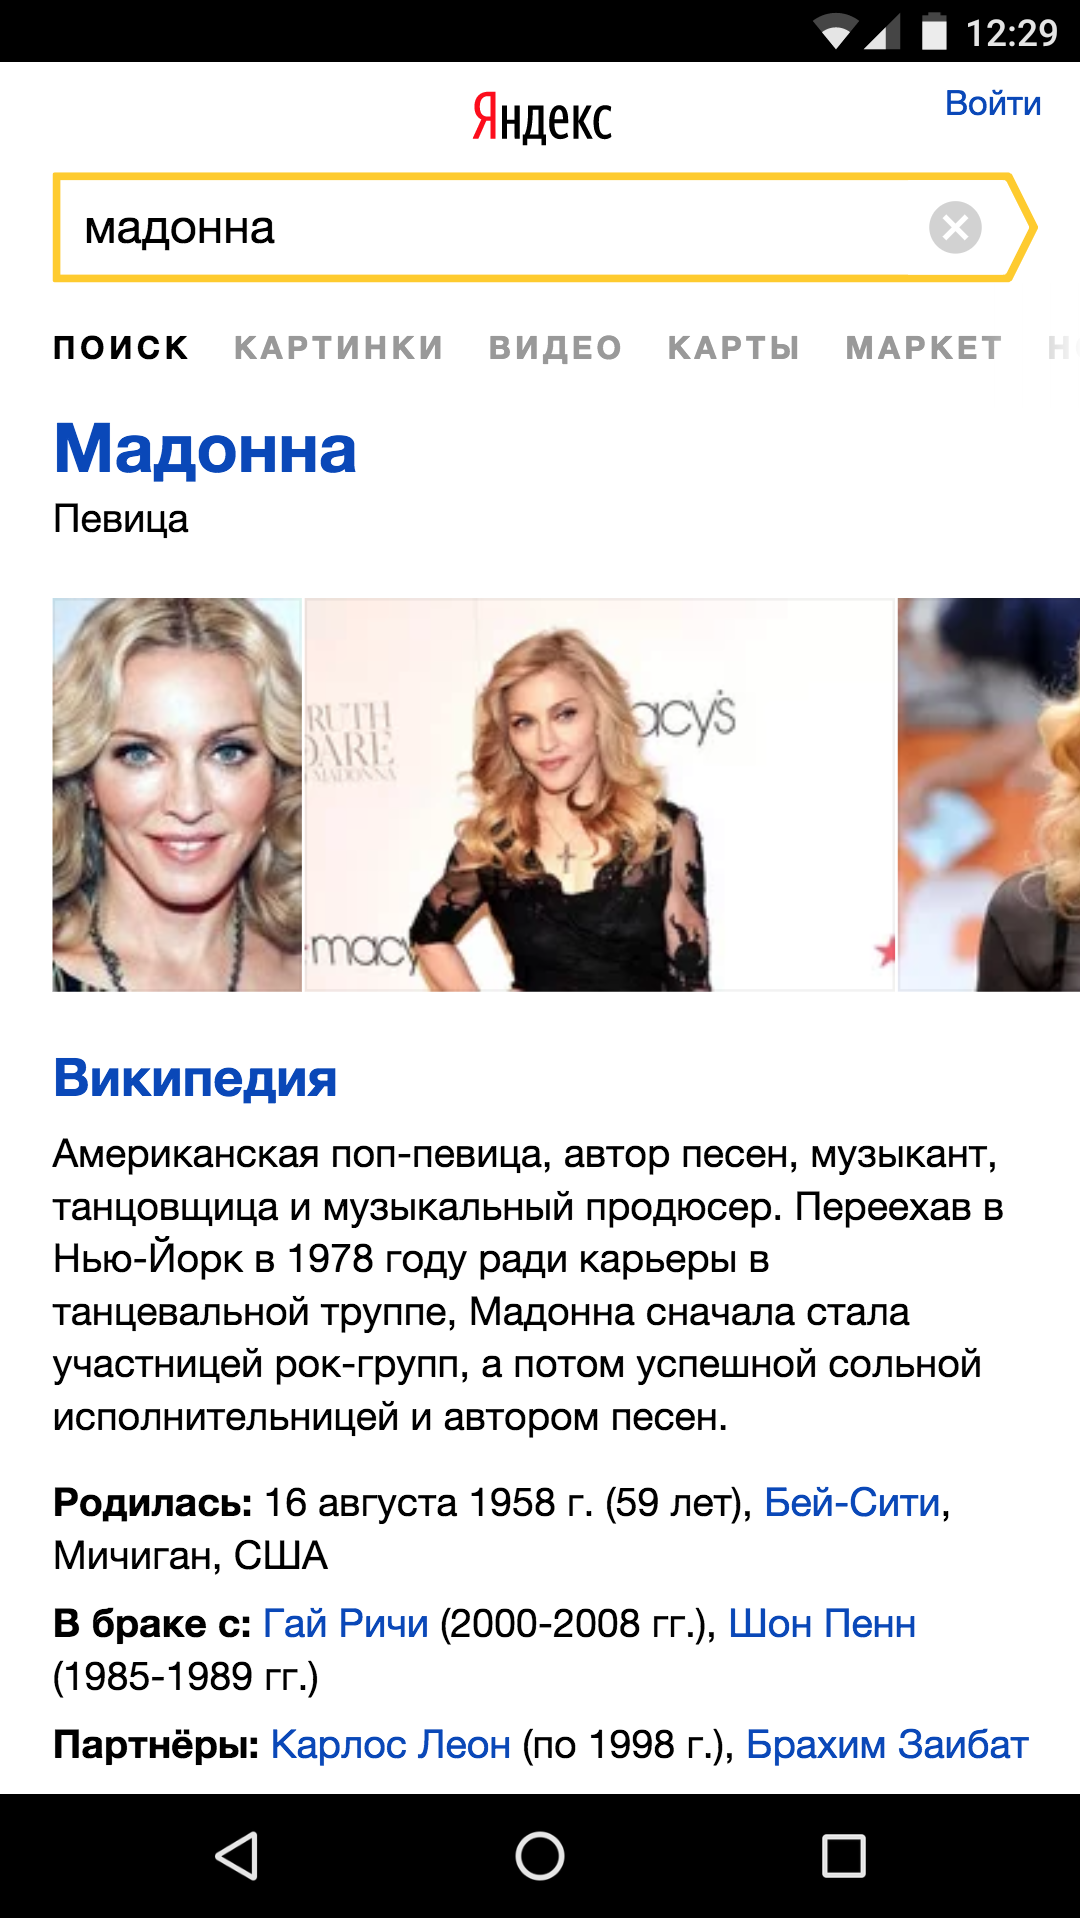 12:29
Яндекс
Войти
мадонна
ПОИСК КАРТИНКИ ВИДЕО КАРТЫ МАРКЕТ
Мадонна
Певица
RUTH
DARE
MADONNA
acy's
macy
Википедия
Американская поп-певица, автор песен, музыкант,
танцовщица и музыкальный продюсер. Переехав в
Нью-Йорк в 1978 году ради карьеры в
танцевальной труппе, Мадонна сначала стала
участницей рок-групп, а потом успешной сольной
исполнительницей и автором песен.
Родилась: 16 августа 1958 г. (59 лет), Бей-Сити,
Мичиган, США
В браке с: Гай Ричи (2000-2008 гг.), Шон Пенн
(1985-1989 гг.)
Партнёры: Карлос Леон (по 1998 г.), Брахим Заибат